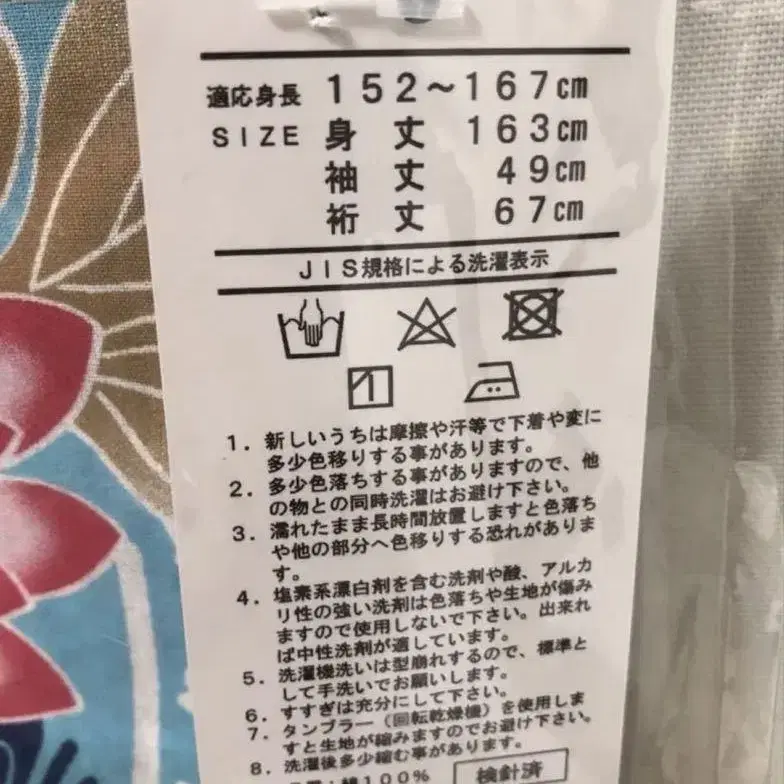 適応身長 152～167cm
SIZE 身丈 163cm
袖丈 49cm
裄丈 67cm
JIS規格による洗濯表示
1. 新しいうちは摩擦や汗等で下着や変に
多少色移りする事があります。
2. 多少色落ちする事がありますので、他
の物との同時洗濯はお避け下さい。
3. 濡れたまま長時間放置しますと色落ち
や他の部分へ色移りする恐れがありま
す。
4. 塩素系漂白剤を含む洗剤や酸、アルカ
リ性の強い洗剤は色落ちや生地が傷み
ますので使用しないで下さい。出来れ
ば中性洗剤が適しています。
5. 洗濯機洗いは型崩れするので、標準と
して手洗いでお願いします。
6. すすぎは充分にして下さい。
7. タンブラー（回転乾燥機）を使用しま
すと生地が縮みますのでお避け下さい。
8. 洗濯後多少縮む事があります。
綿100% 検針済